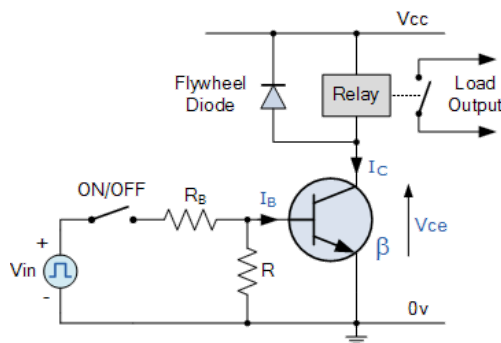 Vcc
Flywheel
Diode
Relay
Load
Output
ON/OFF
RB
IB
IC
Vce
β
+
Vin
-
R
0v